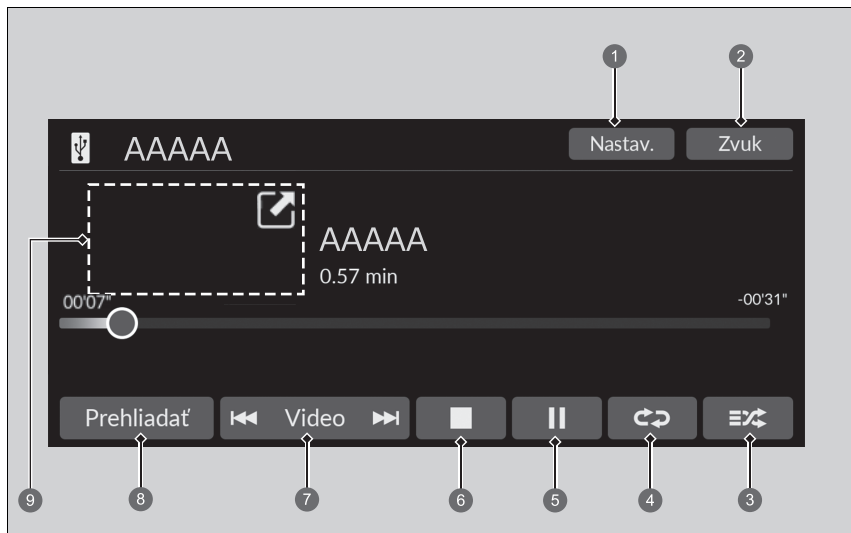 1 2
AAAAA Nastav. Zvuk
AAAAA
9
0.57 min
00'07" -00'31"
Prehliadať Video
9 8 7 6 5 4 3